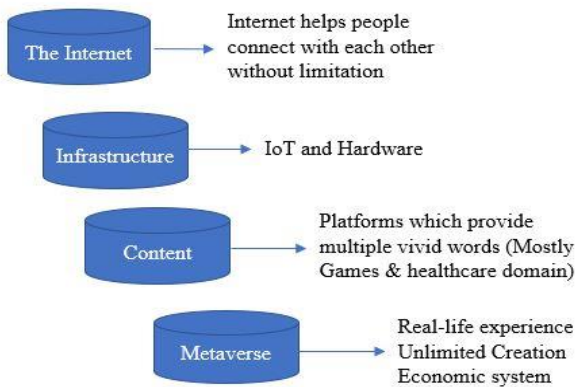 The Internet
Internet helps people
connect with each other
without limitation
Infrastructure
IoT and Hardware
Content
Platforms which provide
multiple vivid words (Mostly
Games & healthcare domain)
Metaverse
Real-life experience
Unlimited Creation
Economic system